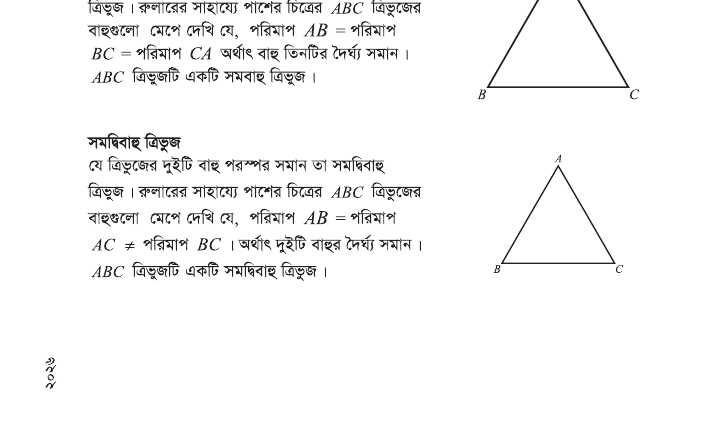 ত্রিভুজ । রুলারের সাহায্যে পাশের চিত্রের ABC ত্রিভুজের
বাহুগুলো মেপে দেখি যে, পরিমাপ AB = পরিমাপ
BC = পরিমাপ CA অর্থাৎ বাহু তিনটির দৈর্ঘ্য সমান ।
ABC ত্রিভুজটি একটি সমবাহু ত্রিভুজ ।
B C
সমদ্বিবাহু ত্রিভুজ
যে ত্রিভুজের দুইটি বাহু পরস্পর সমান তা সমদ্বিবাহু
ত্রিভুজ । রুলারের সাহায্যে পাশের চিত্রের ABC ত্রিভুজের
বাহুগুলো মেপে দেখি যে, পরিমাপ AB = পরিমাপ
AC ≠ পরিমাপ BC । অর্থাৎ দুইটি বাহুর দৈর্ঘ্য সমান ।
ABC ত্রিভুজটি একটি সমদ্বিবাহু ত্রিভুজ ।
A
B C
২০২৬